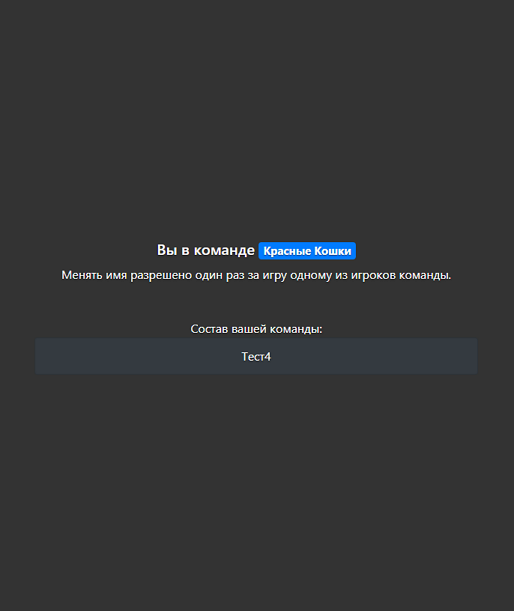 Вы в команде Красные Кошки
Менять имя разрешено один раз за игру одному из игроков команды.
Состав вашей команды:
Тест4